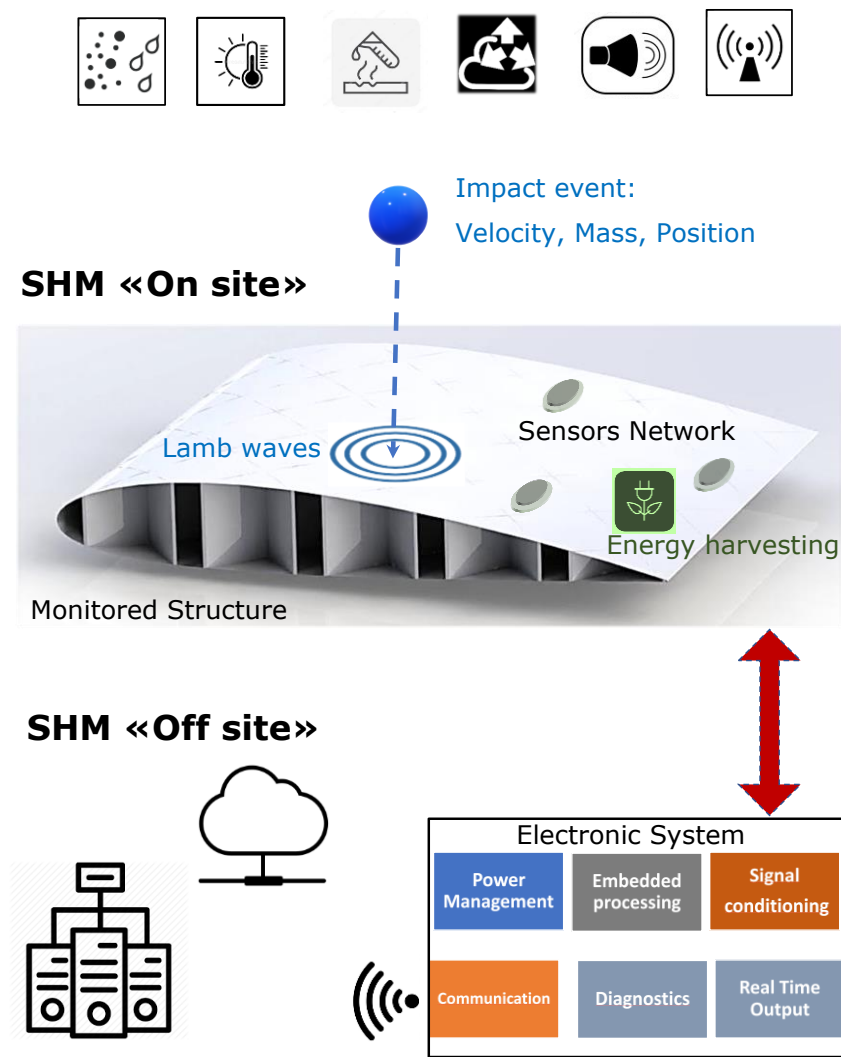 Impact event:
Velocity, Mass, Position
SHM «On site»
Lamb waves
Sensors Network
Energy harvesting
Monitored Structure
SHM «Off site»
Electronic System
Power
Management
Embedded
processing
Signal
conditioning
Communication
Diagnostics
Real Time
Output